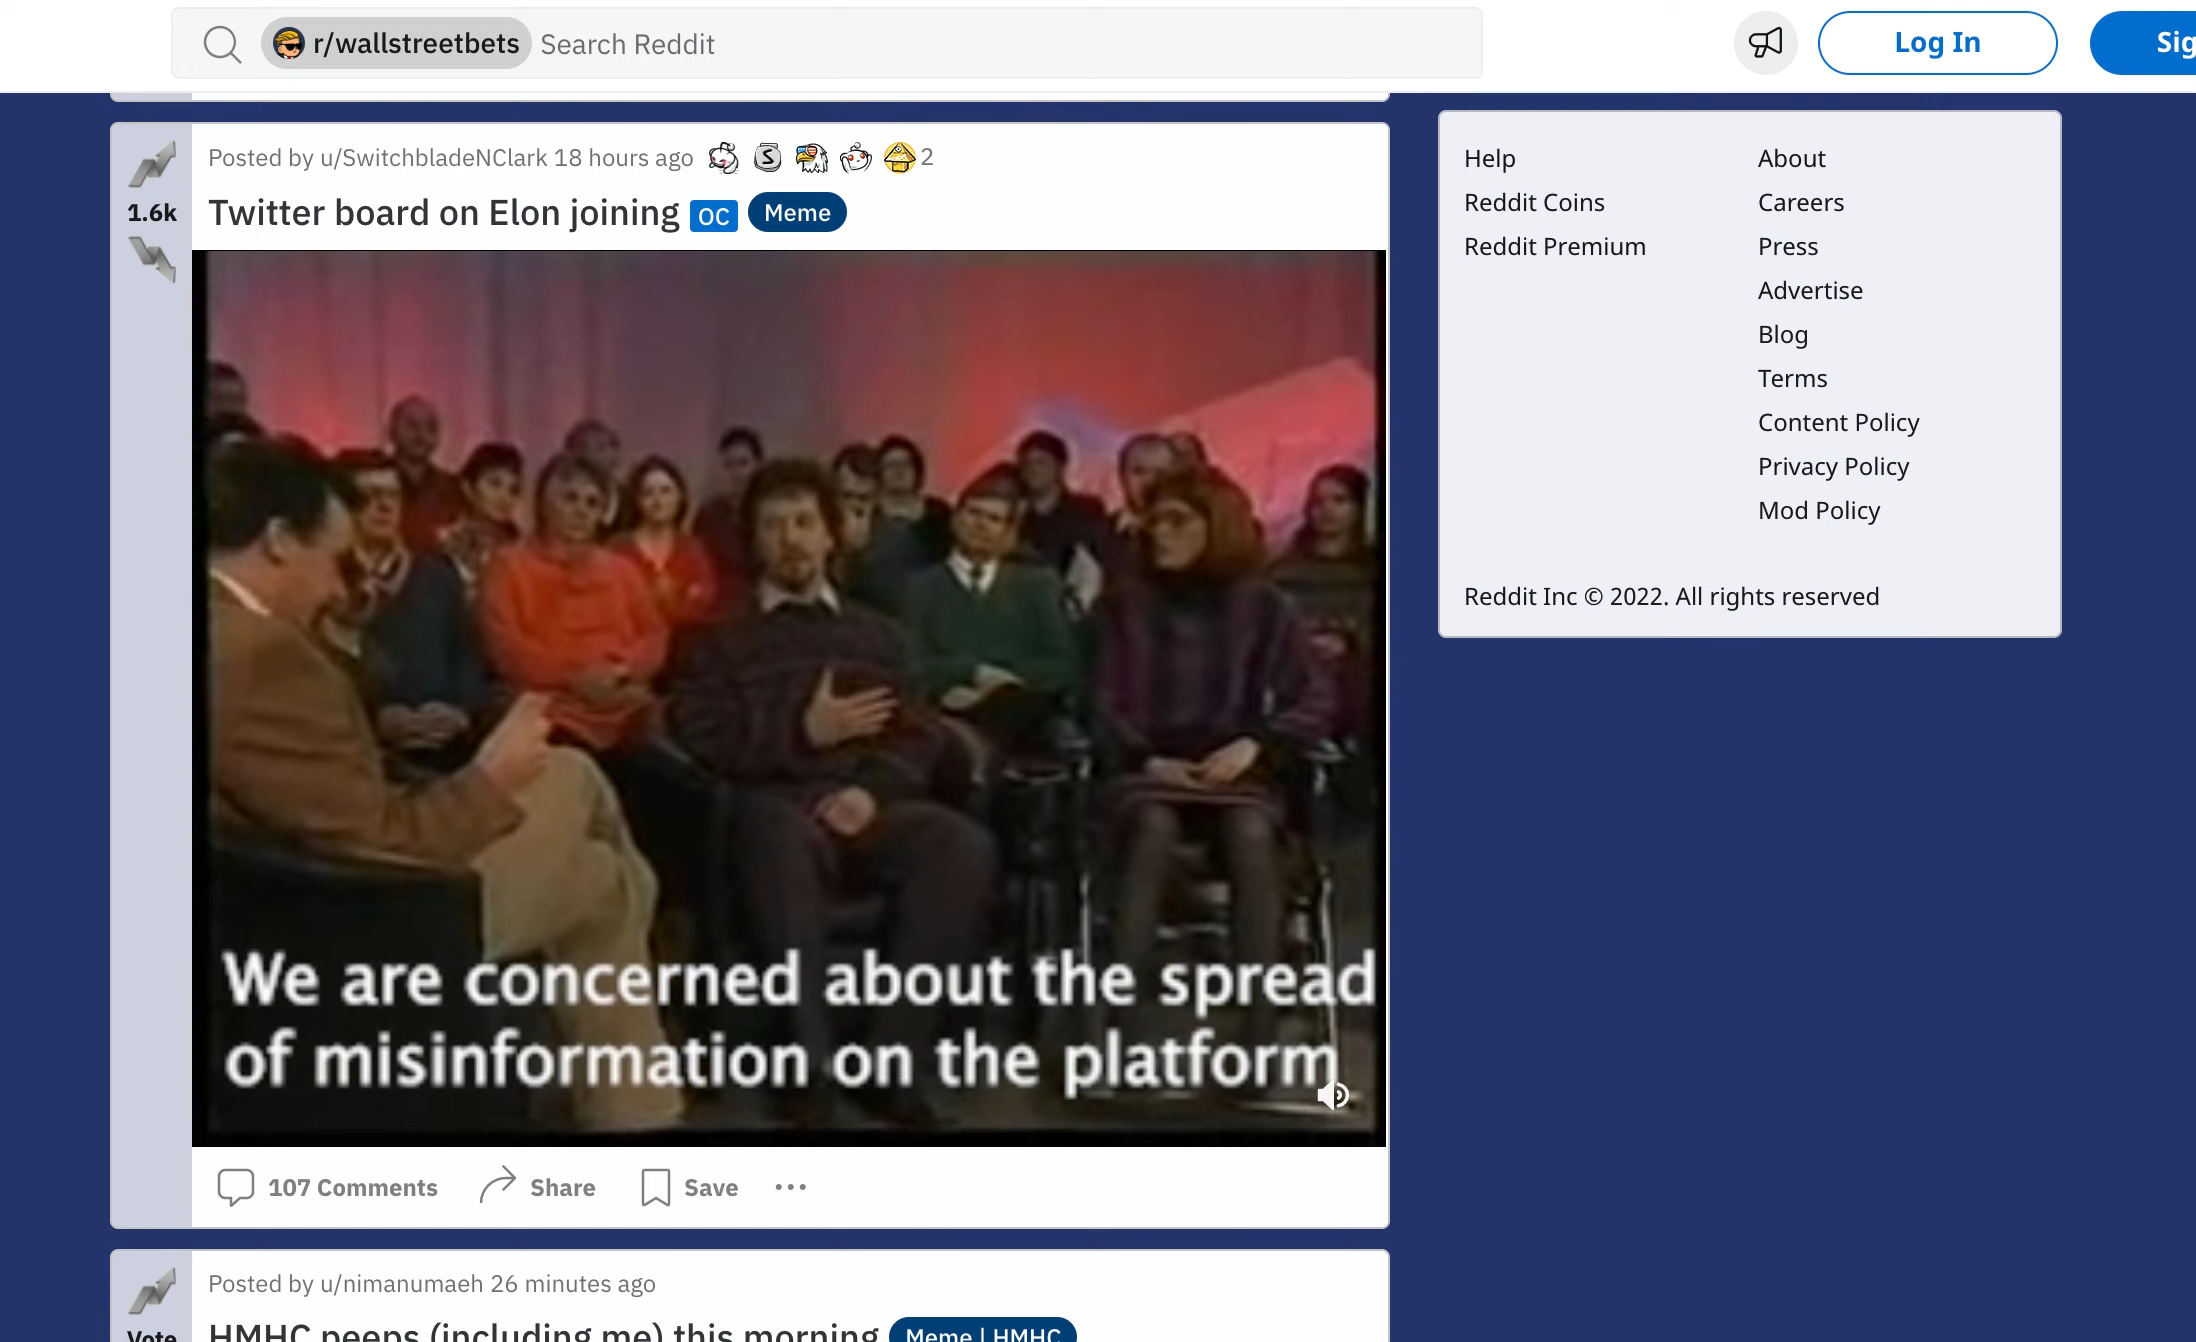 r/wallstreetbets Search Reddit
Log In
Sig
Posted by u/SwitchbladeNClark 18 hours ago 2
1.6k
Twitter board on Elon joining OC Meme
We are concerned about the spread
of misinformation on the platform
107 Comments Share Save
Posted by u/nimanumaeh 26 minutes ago
Vote
HMHC peeps (including me) this morning Meme | HMHC
Help
Reddit Coins
Reddit Premium
About
Careers
Press
Advertise
Blog
Terms
Content Policy
Privacy Policy
Mod Policy
Reddit Inc © 2022. All rights reserved